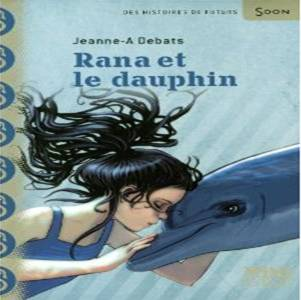 DES HISTOIRES DE FUTURS SOON
Jeanne-A Debats
Rana et
le dauphin